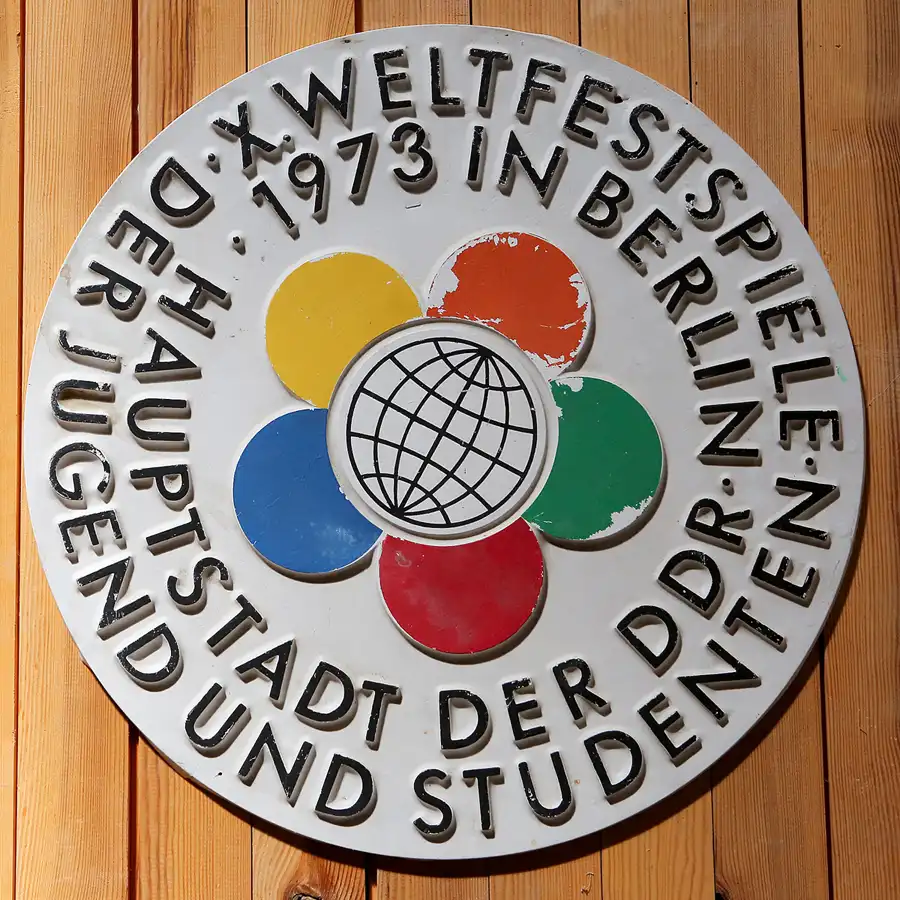 X. WELTFESTSPIELE · DER JUGEND UND STUDENTEN ·
· 1973 IN BERLIN · HAUPTSTADT DER DDR ·